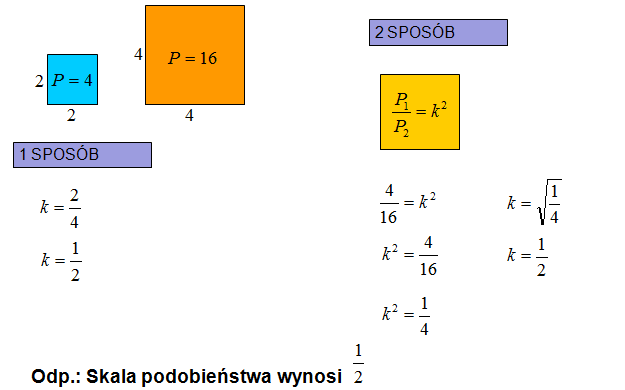 2 P = 4
2
4 P = 16
4
1 SPOSÓB
k = 2/4
k = 1/2
2 SPOSÓB
P₁/P₂ = k²
4/16 = k²
k² = 4/16
k² = 1/4
k = √(1/4)
k = 1/2
Odp.: Skala podobieństwa wynosi 1/2